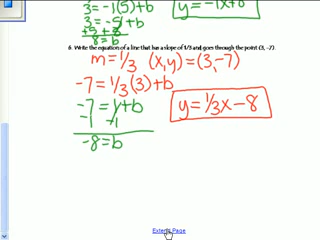 3 = -1(5) + b
3 = -5 + b
+5 +5
8 = b
y = -1x + 8
6. Write the equation of a line that has a slope of 1/3 and goes through the point (3, -7).
m = 1/3 (x, y) = (3, -7)
-7 = 1/3(3) + b
-7 = 1 + b
-1 -1
-8 = b
y = 1/3x - 8
Extend Page